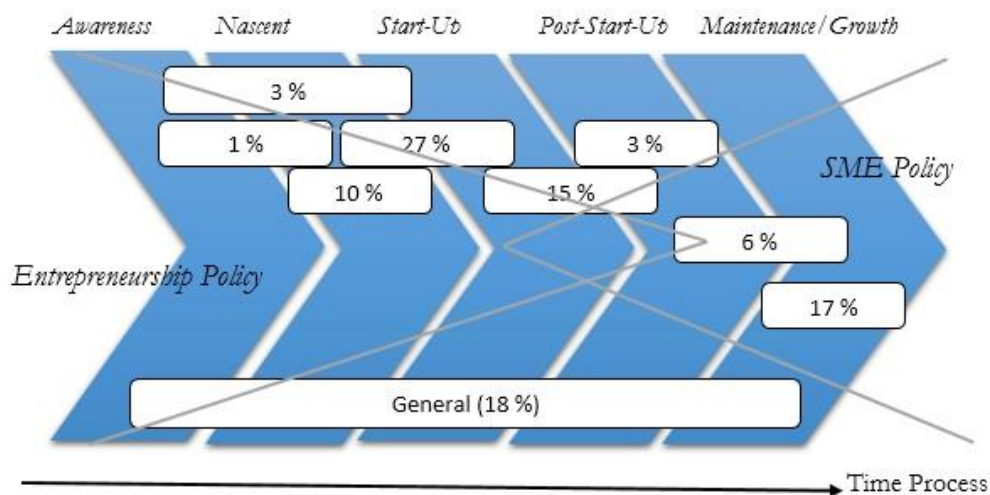 Awareness
Nascent
Start-Up
Post-Start-Up
Maintenance/Growth
3 %
1 %
27 %
3 %
10 %
15 %
SME Policy
6 %
Entrepreneurship Policy
17 %
General (18 %)
Time Process